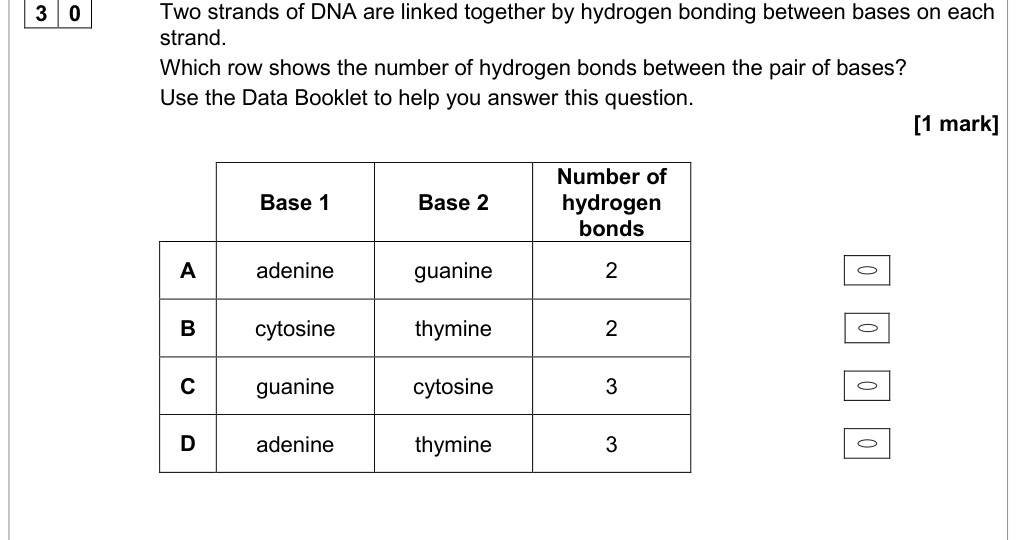 3 0
Two strands of DNA are linked together by hydrogen bonding between bases on each
strand.
Which row shows the number of hydrogen bonds between the pair of bases?
Use the Data Booklet to help you answer this question.
[1 mark]
Base 1 Base 2 Number of
hydrogen
bonds
A adenine guanine 2
B cytosine thymine 2
C guanine cytosine 3
D adenine thymine 3